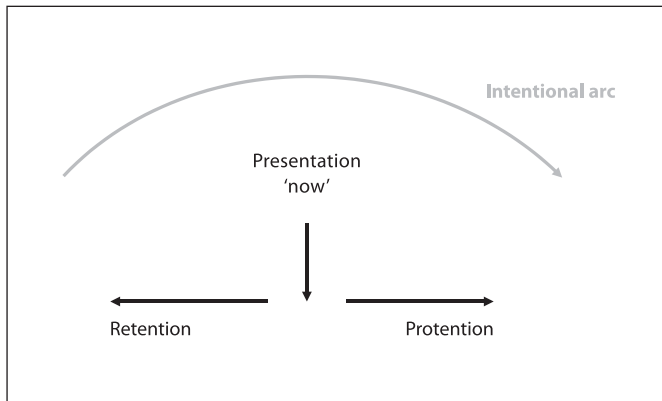 Intentional arc
Presentation
‘now’
Retention
Protention